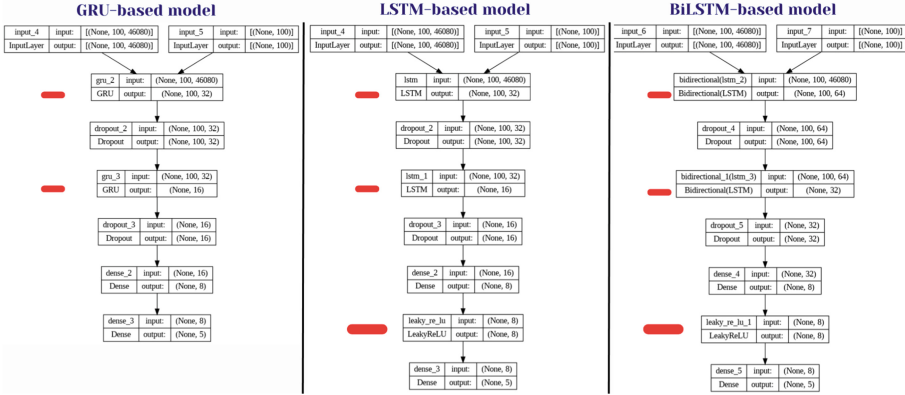 GRU-based model
input_4 input: [(None, 100, 46080)]
InputLayer output: [(None, 100, 46080)]
input_5 input: [(None, 100)]
InputLayer output: [(None, 100)]
gru_2 input: (None, 100, 46080)
GRU output: (None, 100, 32)
dropout_2 input: (None, 100, 32)
Dropout output: (None, 100, 32)
gru_3 input: (None, 100, 32)
GRU output: (None, 16)
dropout_3 input: (None, 16)
Dropout output: (None, 16)
dense_2 input: (None, 16)
Dense output: (None, 8)
dense_3 input: (None, 8)
Dense output: (None, 5)
LSTM-based model
input_4 input: [(None, 100, 46080)]
InputLayer output: [(None, 100, 46080)]
input_5 input: [(None, 100)]
InputLayer output: [(None, 100)]
lstm input: (None, 100, 46080)
LSTM output: (None, 100, 32)
dropout_2 input: (None, 100, 32)
Dropout output: (None, 100, 32)
lstm_1 input: (None, 100, 32)
LSTM output: (None, 16)
dropout_3 input: (None, 16)
Dropout output: (None, 16)
dense_2 input: (None, 16)
Dense output: (None, 8)
leaky_re_lu input: (None, 8)
LeakyReLU output: (None, 8)
dense_3 input: (None, 8)
Dense output: (None, 5)
BiLSTM-based model
input_6 input: [(None, 100, 46080)]
InputLayer output: [(None, 100, 46080)]
input_7 input: [(None, 100)]
InputLayer output: [(None, 100)]
bidirectional(lstm_2) input: (None, 100, 46080)
Bidirectional(LSTM) output: (None, 100, 64)
dropout_4 input: (None, 100, 64)
Dropout output: (None, 100, 64)
bidirectional_1(lstm_3) input: (None, 100, 64)
Bidirectional(LSTM) output: (None, 32)
dropout_5 input: (None, 32)
Dropout output: (None, 32)
dense_4 input: (None, 32)
Dense output: (None, 8)
leaky_re_lu_1 input: (None, 8)
LeakyReLU output: (None, 8)
dense_5 input: (None, 8)
Dense output: (None, 5)